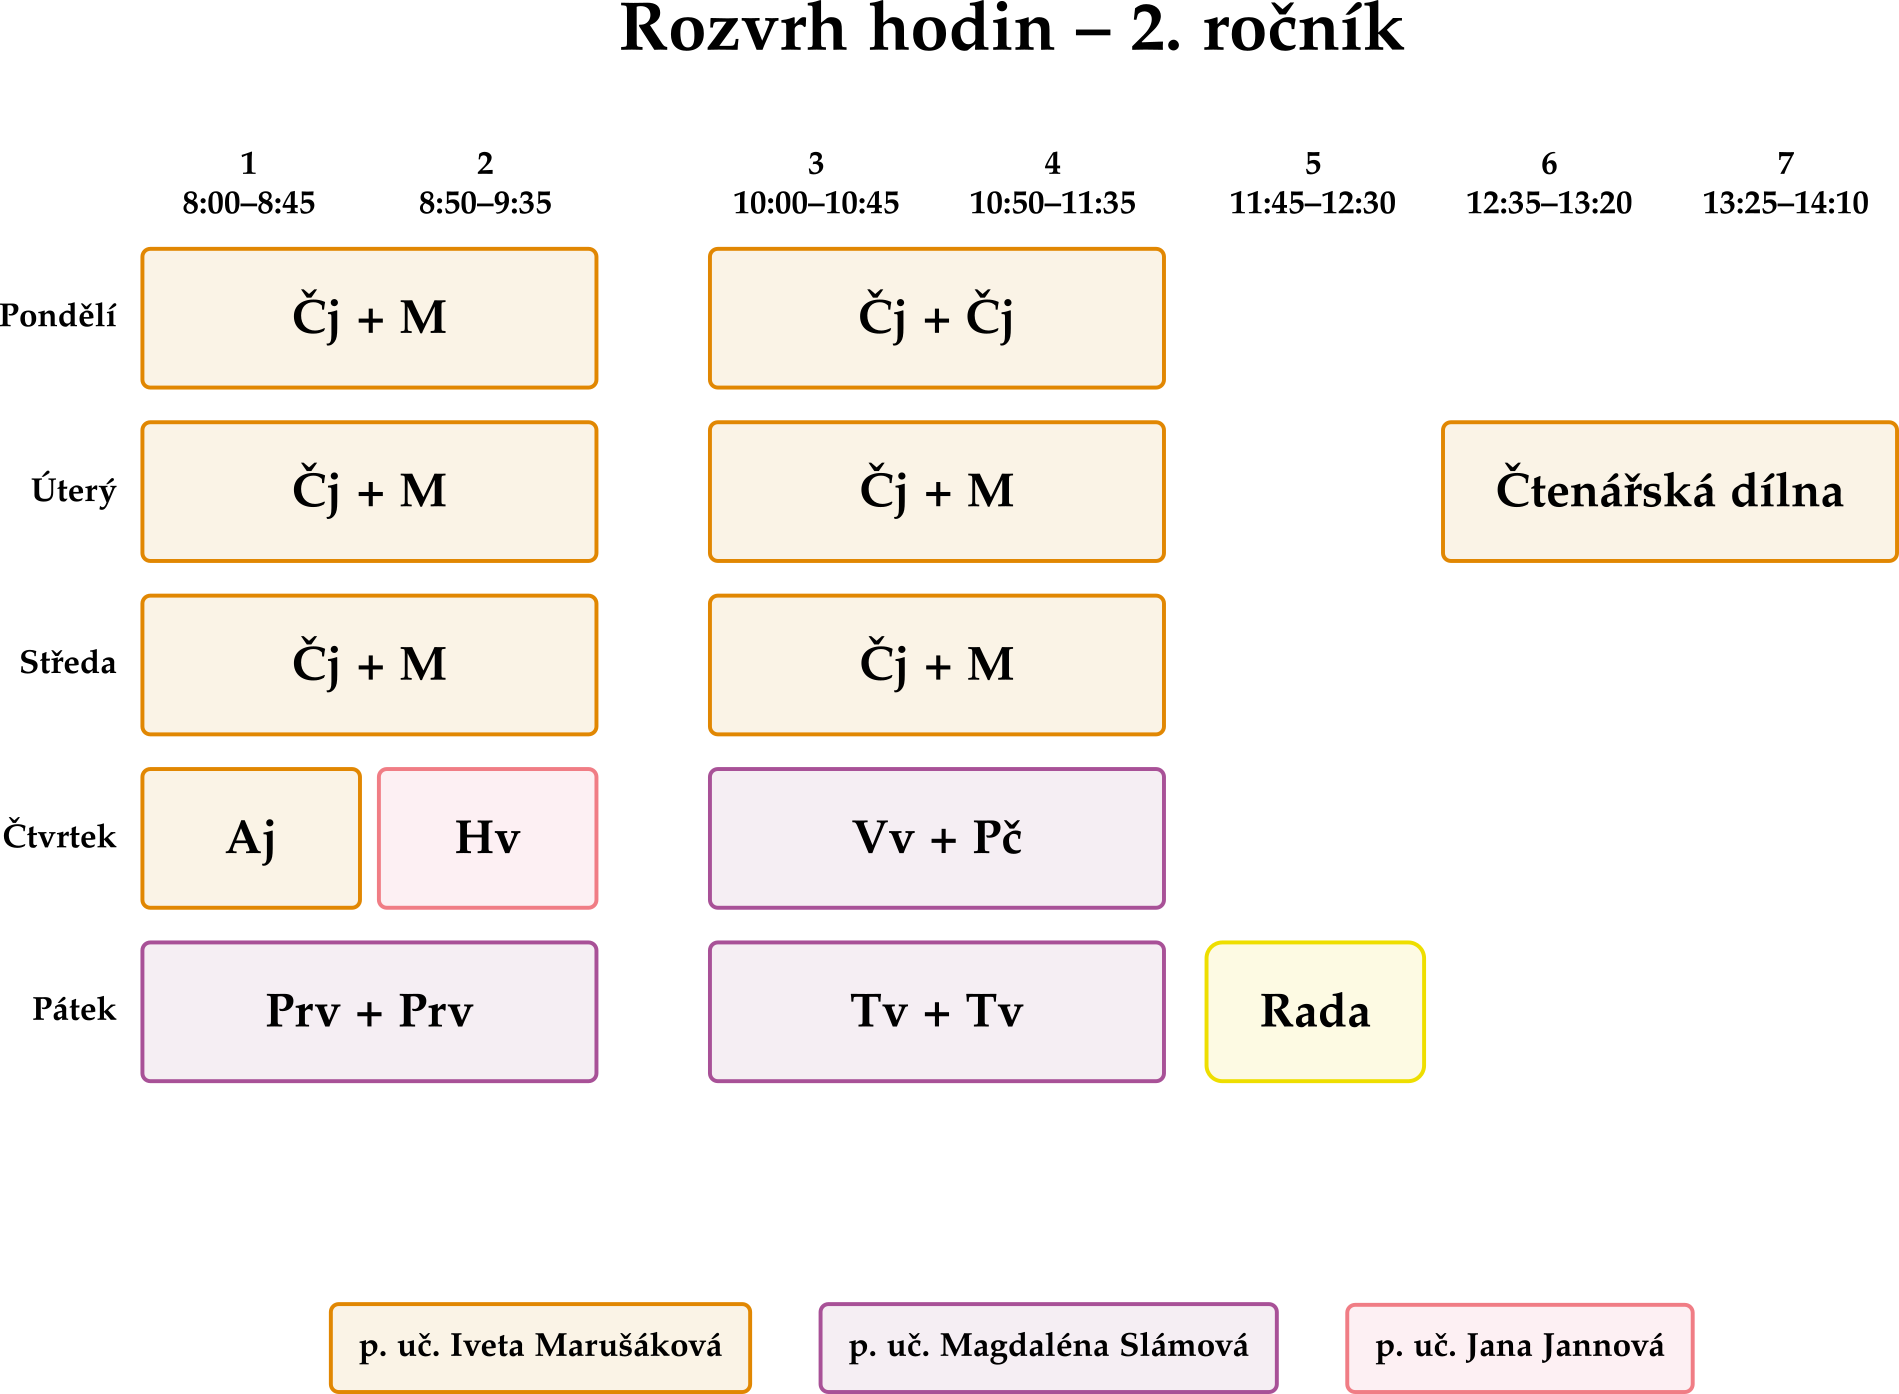 Rozvrh hodin – 2. ročník
1 2 3 4 5 6 7
8:00–8:45 8:50–9:35 10:00–10:45 10:50–11:35 11:45–12:30 12:35–13:20 13:25–14:10
Pondělí Čj + M Čj + Čj
Úterý Čj + M Čj + M Čtenářská dílna
Středa Čj + M Čj + M
Čtvrtek Aj Hv Vv + Pč
Pátek Prv + Prv Tv + Tv Rada
p. uč. Iveta Marušáková p. uč. Magdaléna Slámová p. uč. Jana Jannová